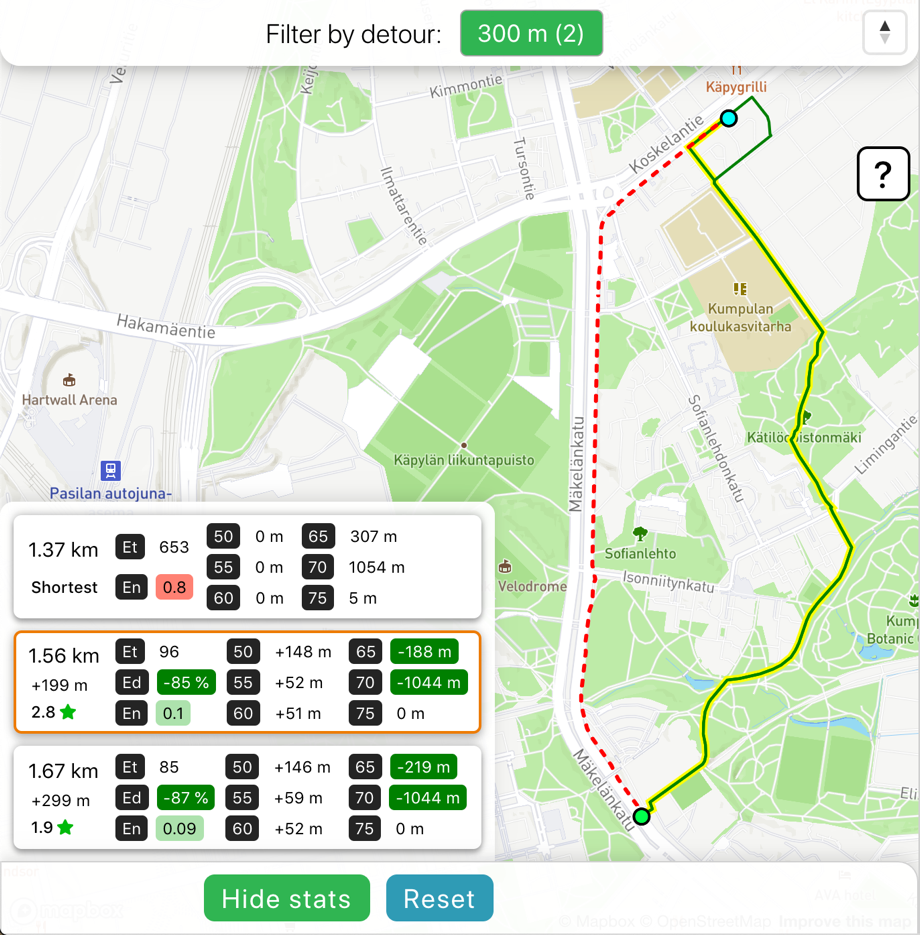 Filter by detour: 300 m (2)
Kimmontie
T1
Käpygrilli
Koskelantie
Tursontie
Ilmattarentie
?
Hakamäentie
Kumpulan
koulukasvitarha
Hartwall Arena
Sofianlehdonkatu
Limingantie
Mäkelänkatu
Käpylän liikuntapuisto
Pasilan autojuna-
Sofianlehto
Isonniitynkatu
Velodrome
Kump
Botanic
1.37 km Et 653 50 0 m 65 307 m
55 0 m 70 1054 m
Shortest En 0.8 60 0 m 75 5 m
1.56 km Et 96 50 +148 m 65 -188 m
+199 m Ed -85 % 55 +52 m 70 -1044 m
2.8 En 0.1 60 +51 m 75 0 m
1.67 km Et 85 50 +146 m 65 -219 m
+299 m Ed -87 % 55 +59 m 70 -1044 m
1.9 En 0.09 60 +52 m 75 0 m
Mäkelänkatu
Eli
Hide stats Reset
mapbox
© Mapbox © OpenStreetMap Improve this map